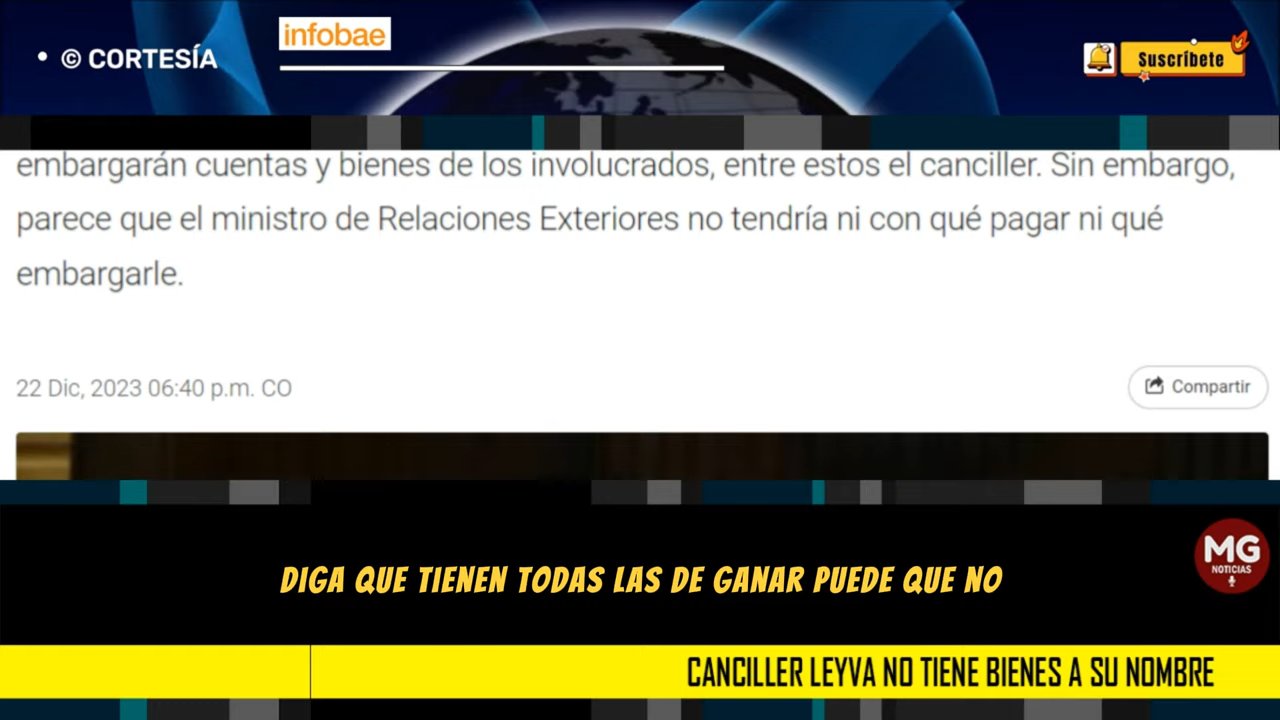 • © CORTESÍA
infobae
Suscríbete
embargarán cuentas y bienes de los involucrados, entre estos el canciller. Sin embargo,
parece que el ministro de Relaciones Exteriores no tendría ni con qué pagar ni qué
embargarle.
22 Dic, 2023 06:40 p.m. CO
Compartir
MG
NOTICIAS
DIGA QUE TIENEN TODAS LAS DE GANAR PUEDE QUE NO
CANCILLER LEYVA NO TIENE BIENES A SU NOMBRE